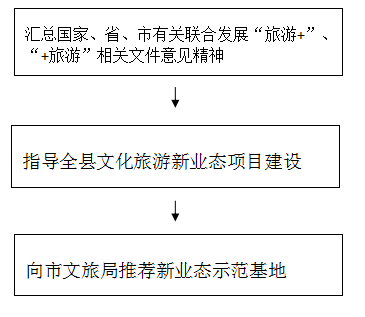 汇总国家、省、市有关联合发展“旅游+”、
“+旅游”相关文件意见精神
指导全县文化旅游新业态项目建设
向市文旅局推荐新业态示范基地